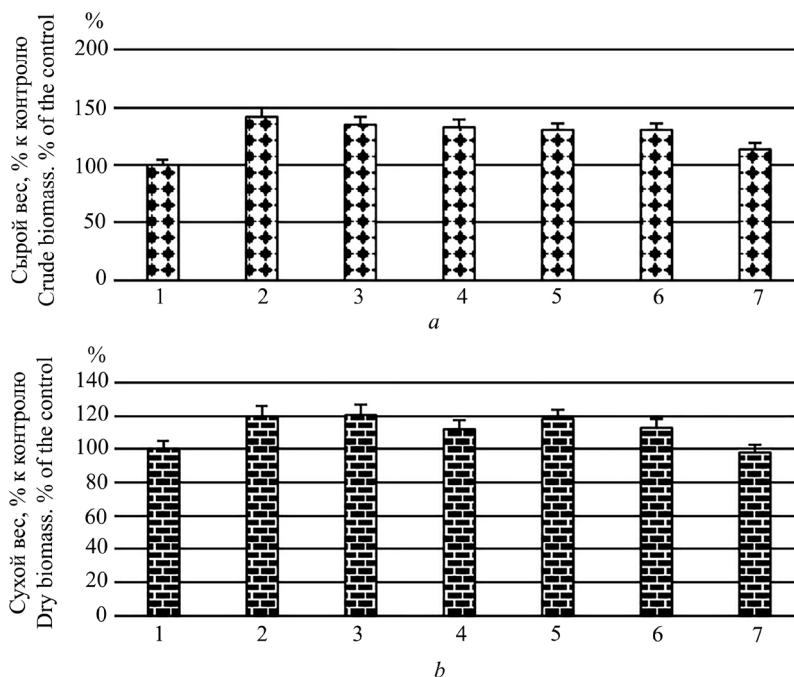 %
Сырой вес, % к контролю
Crude biomass. % of the control
200
150
100
50
0
1 2 3 4 5 6 7
a
%
Сухой вес, % к контролю
Dry biomass. % of the control
140
120
100
80
60
40
20
0
1 2 3 4 5 6 7
b